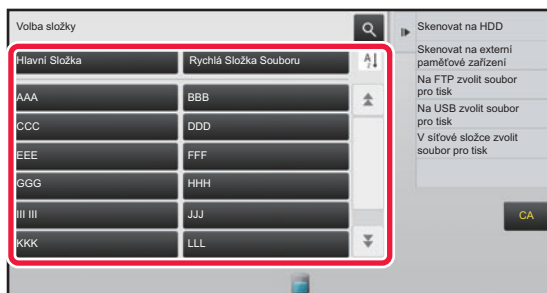 Volba složky
Hlavní Složka
Rychlá Složka Souboru
AAA
BBB
CCC
DDD
EEE
FFF
GGG
HHH
III III
JJJ
KKK
LLL
Skenovat na HDD
Skenovat na externí
paměťové zařízení
Na FTP zvolit soubor
pro tisk
Na USB zvolit soubor
pro tisk
V síťové složce zvolit
soubor pro tisk
CA